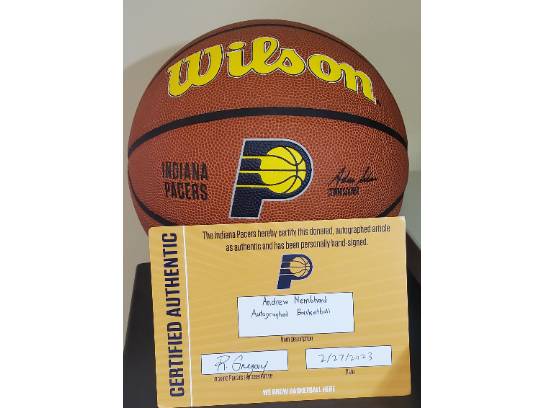 Wilson
INDIANA
PACERS
The Indiana Pacers hereby certify this donated, autographed article
as authentic and has been personally hand-signed.
CERTIFIED AUTHENTIC
Andrew Nembhard
Autographed Basketball
Item Description
R. Gregory
2/27/2023
Date
WE GROW BASKETBALL HERE